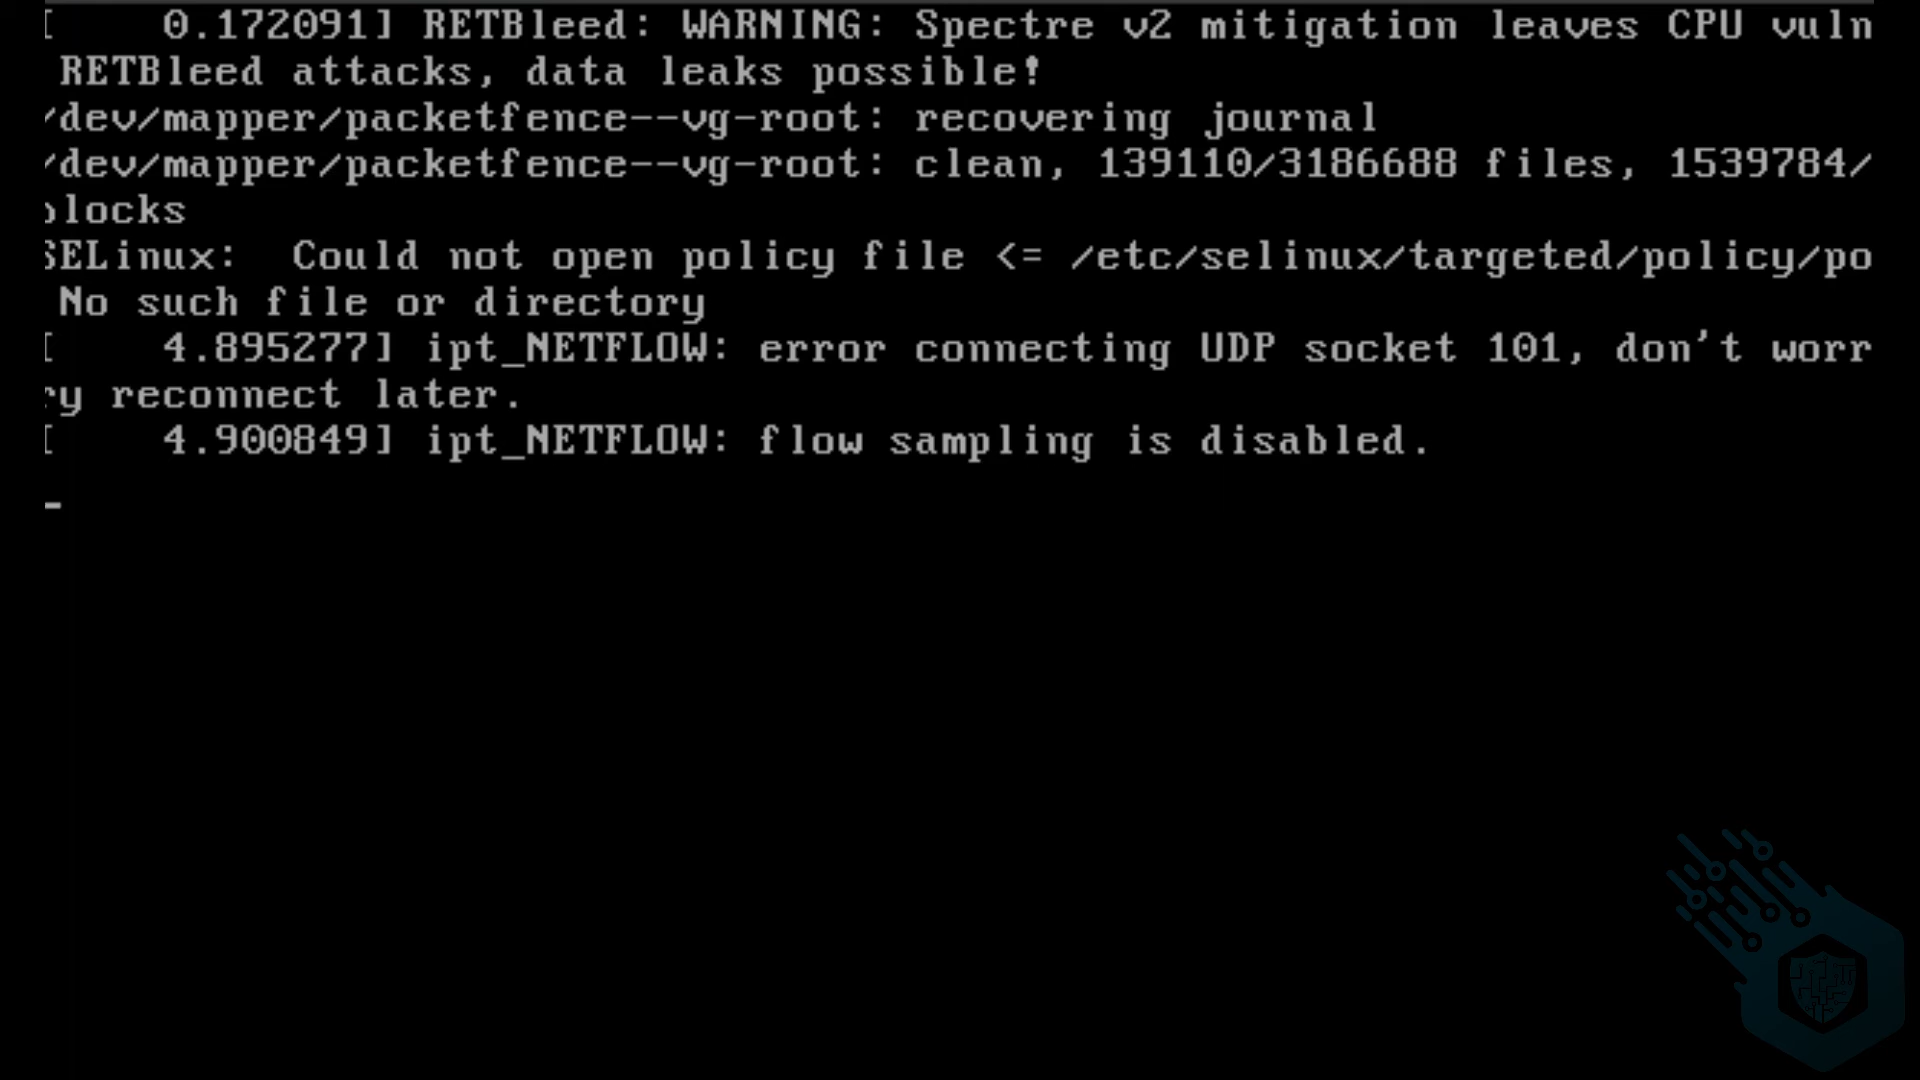 [    0.172091] RETBleed: WARNING: Spectre v2 mitigation leaves CPU vuln
RETBleed attacks, data leaks possible!
/dev/mapper/packetfence--vg-root: recovering journal
/dev/mapper/packetfence--vg-root: clean, 139110/3186688 files, 1539784/
blocks
SELinux:  Could not open policy file <= /etc/selinux/targeted/policy/po
No such file or directory
[    4.895277] ipt_NETFLOW: error connecting UDP socket 101, don't worr
ry reconnect later.
[    4.900849] ipt_NETFLOW: flow sampling is disabled.